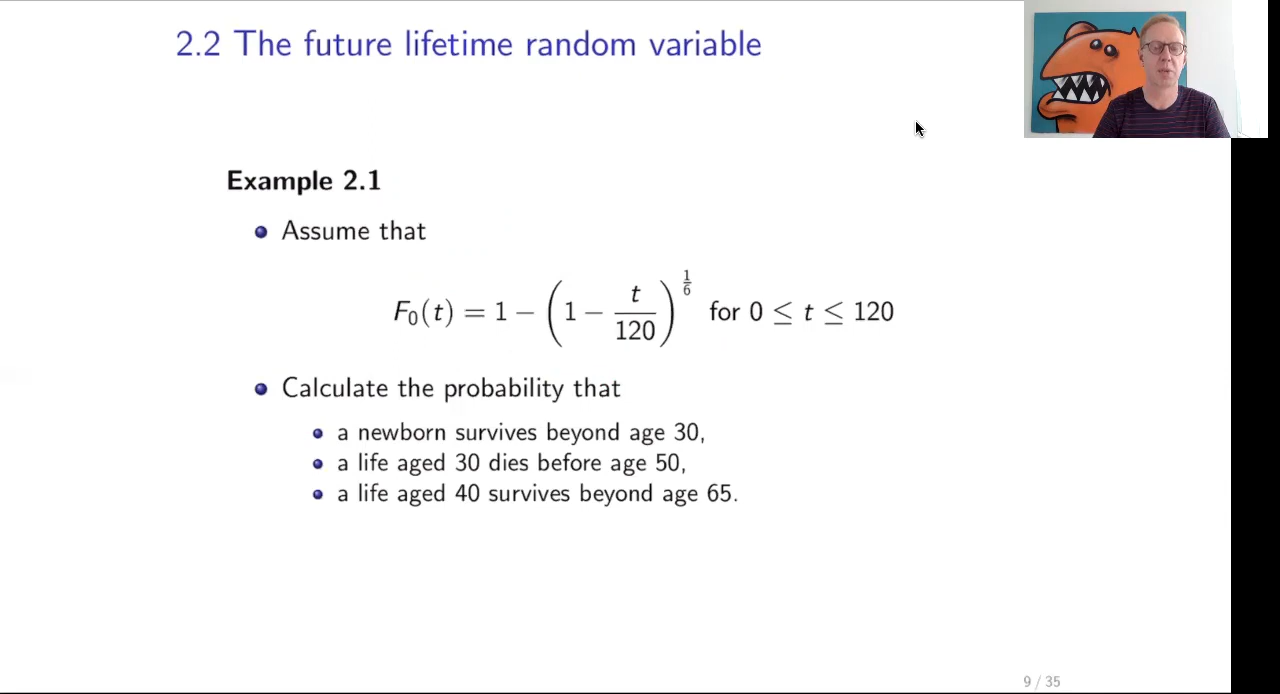 2.2 The future lifetime random variable
Example 2.1
Assume that
F₀(t) = 1 − (1 − t/120)^(1/6) for 0 ≤ t ≤ 120
Calculate the probability that
a newborn survives beyond age 30,
a life aged 30 dies before age 50,
a life aged 40 survives beyond age 65.
9 / 35